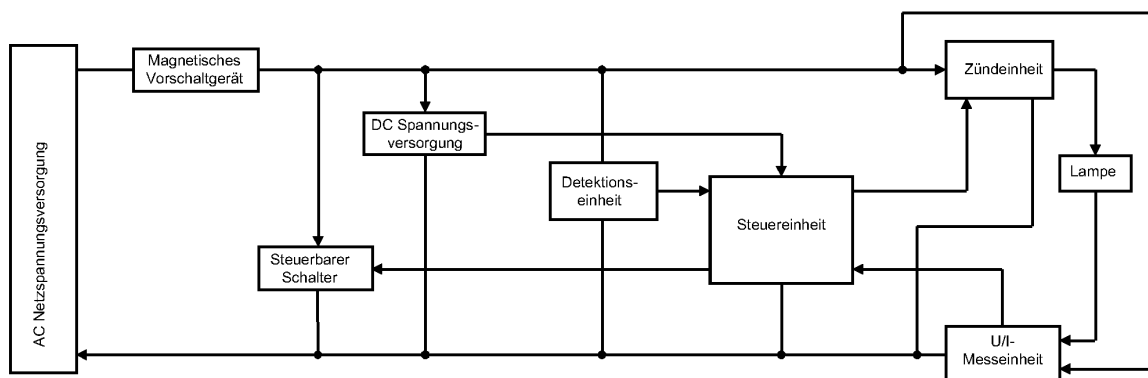 AC Netzspannungsversorgung
Magnetisches
Vorschaltgerät
DC Spannungs-
versorgung
Steuerbarer
Schalter
Detektions-
einheit
Steuereinheit
Zündeinheit
Lampe
U/I-
Messeinheit